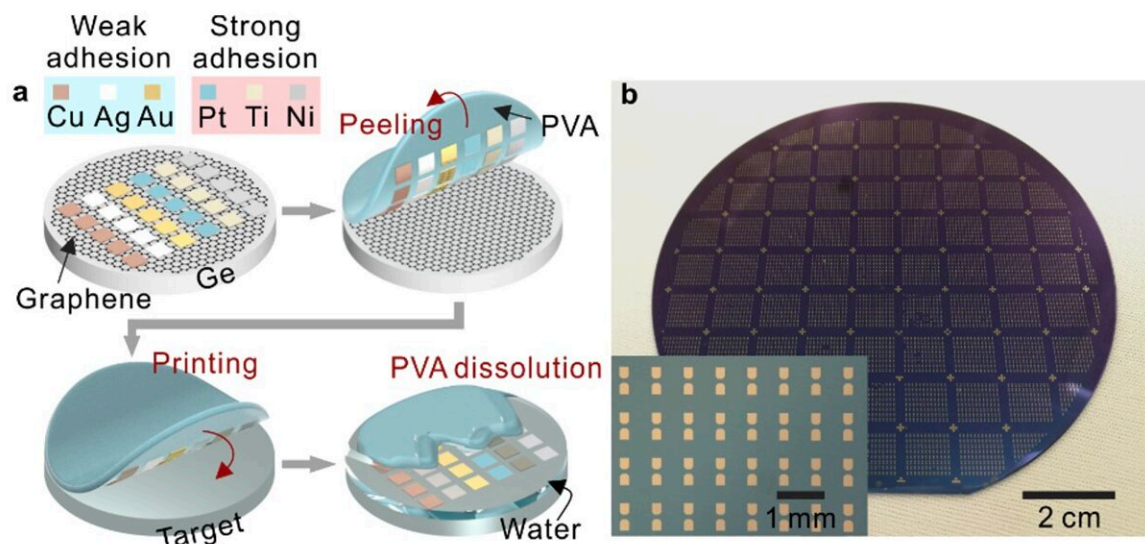 Weak
adhesion
Strong
adhesion
a
Cu Ag Au
Pt Ti Ni
Peeling
PVA
Graphene
Ge
Printing
Target
PVA dissolution
Water
b
1 mm
2 cm